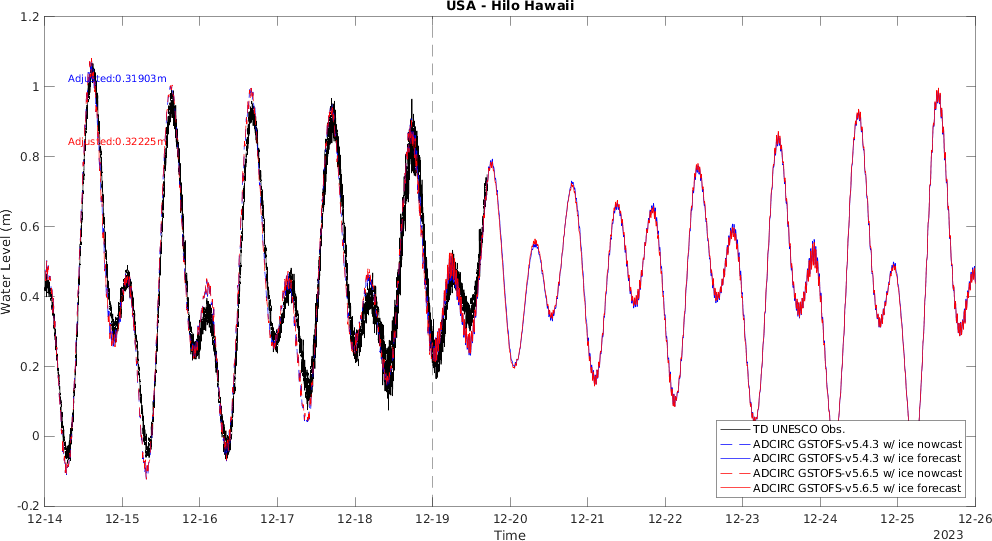 USA - Hilo Hawaii
Water Level (m)
1.2
1
0.8
0.6
0.4
0.2
0
-0.2
Adjusted:0.31903m
Adjusted:0.32225m
TD UNESCO Obs.
ADCIRC GSTOFS-v5.4.3 w/ ice nowcast
ADCIRC GSTOFS-v5.4.3 w/ ice forecast
ADCIRC GSTOFS-v5.6.5 w/ ice nowcast
ADCIRC GSTOFS-v5.6.5 w/ ice forecast
12-14 12-15 12-16 12-17 12-18 12-19 12-20 12-21 12-22 12-23 12-24 12-25 12-26
Time
2023